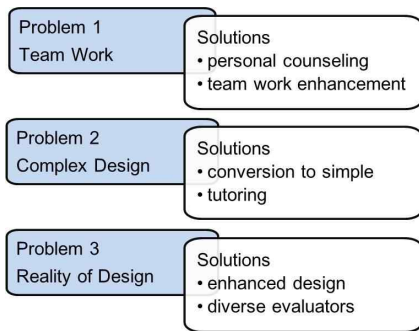 Problem 1
Team Work
Solutions
• personal counseling
• team work enhancement
Problem 2
Complex Design
Solutions
• conversion to simple
• tutoring
Problem 3
Reality of Design
Solutions
• enhanced design
• diverse evaluators